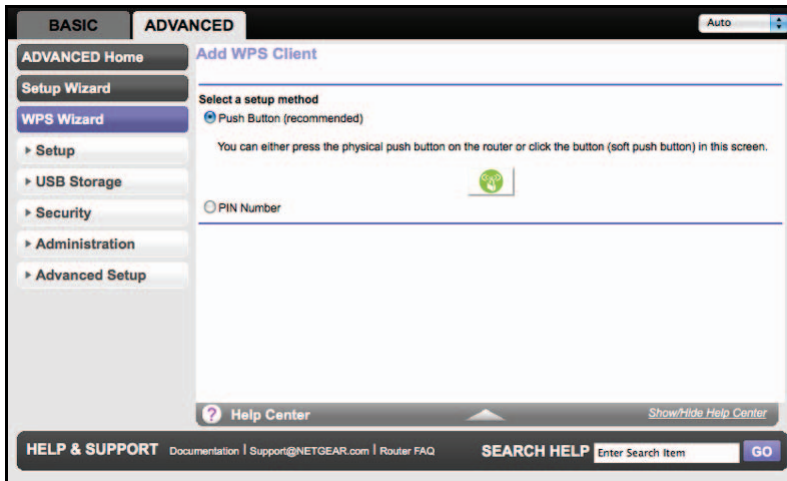 BASIC
ADVANCED
Auto
ADVANCED Home
Setup Wizard
WPS Wizard
Setup
USB Storage
Security
Administration
Advanced Setup
Add WPS Client
Select a setup method
Push Button (recommended)
You can either press the physical push button on the router or click the button (soft push button) in this screen.
PIN Number
? Help Center
Show/Hide Help Center
HELP & SUPPORT Documentation | Support@NETGEAR.com | Router FAQ
SEARCH HELP Enter Search Item GO